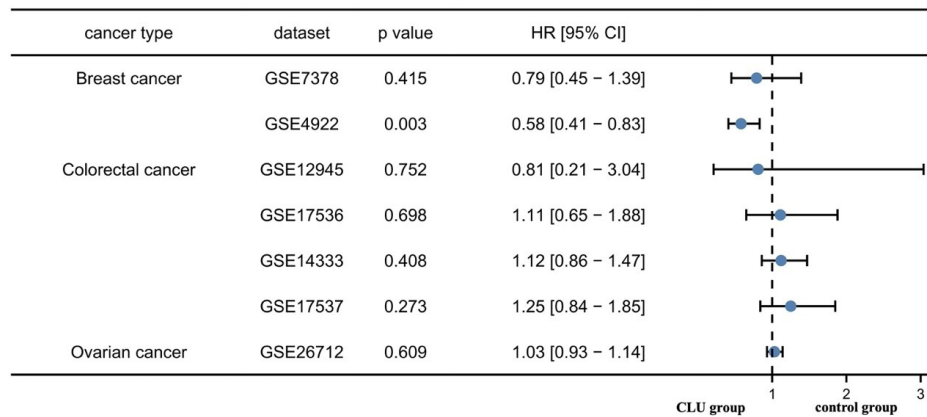 cancer type dataset p value HR [95% CI]
Breast cancer GSE7378 0.415 0.79 [0.45 − 1.39]
GSE4922 0.003 0.58 [0.41 − 0.83]
Colorectal cancer GSE12945 0.752 0.81 [0.21 − 3.04]
GSE17536 0.698 1.11 [0.65 − 1.88]
GSE14333 0.408 1.12 [0.86 − 1.47]
GSE17537 0.273 1.25 [0.84 − 1.85]
Ovarian cancer GSE26712 0.609 1.03 [0.93 − 1.14]
1 2 3
CLU group control group